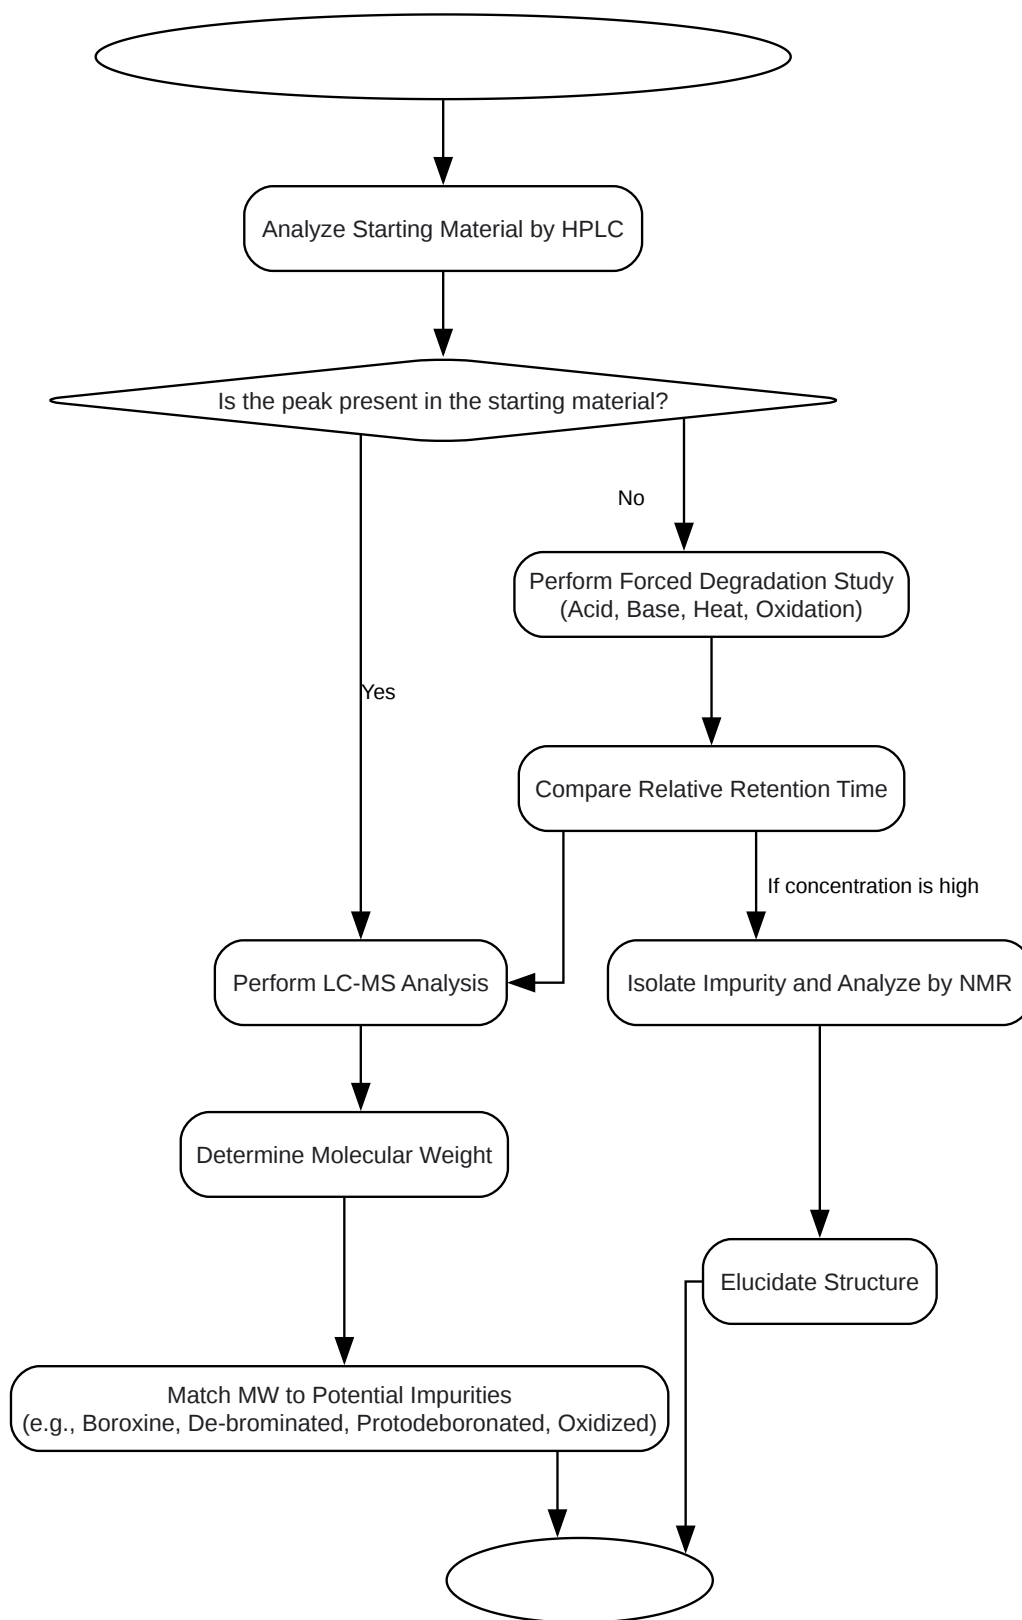 Analyze Starting Material by HPLC
Is the peak present in the starting material?
No
Perform Forced Degradation Study
(Acid, Base, Heat, Oxidation)
Yes
Compare Relative Retention Time
If concentration is high
Perform LC-MS Analysis
Isolate Impurity and Analyze by NMR
Determine Molecular Weight
Elucidate Structure
Match MW to Potential Impurities
(e.g., Boroxine, De-brominated, Protodeboronated, Oxidized)